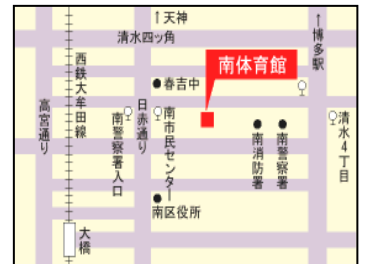 ↑天神
清水四ツ角
↑博多駅
南体育館
西鉄大牟田線
●春吉中
高宮通り
日赤通り
南警察署入口
南市民センター
●南消防署
●南警察署
清水4丁目
●南区役所
大橋